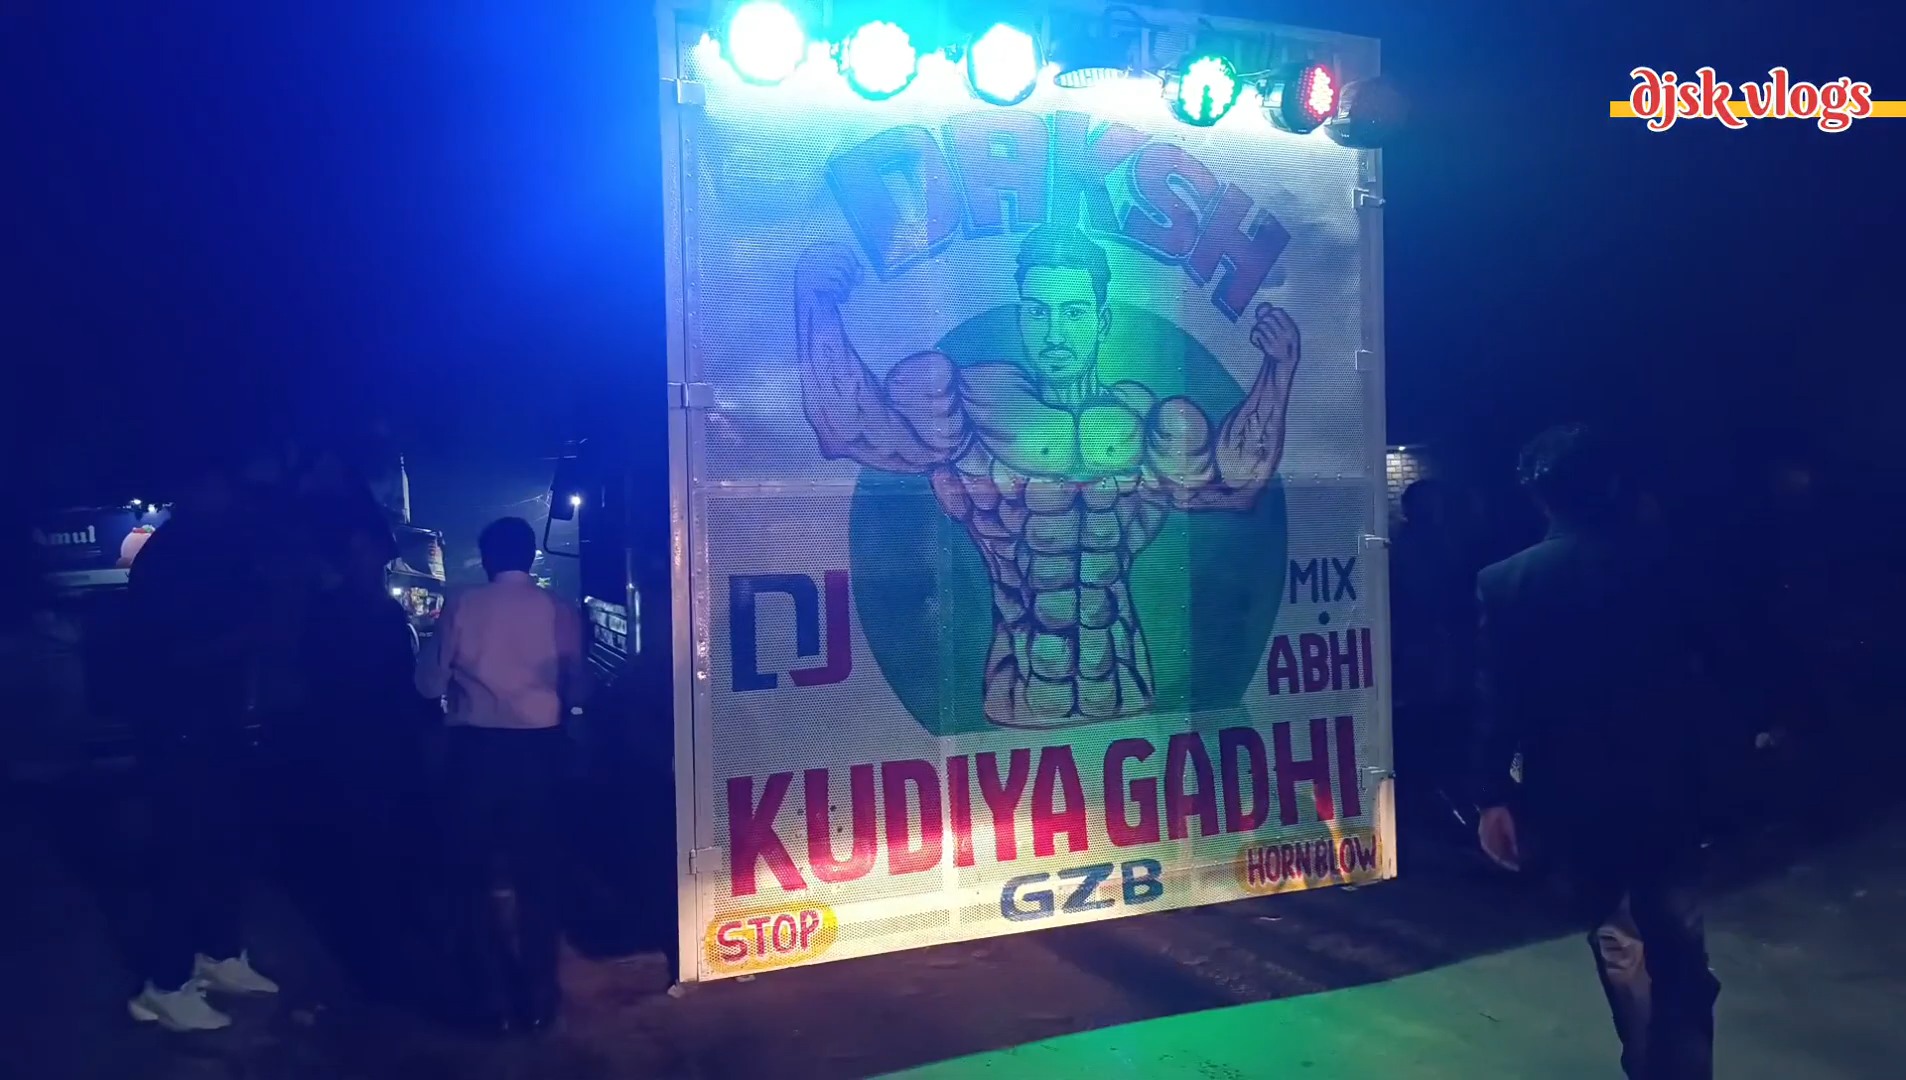 djsk vlogs
DAKSH
Amul
DJ
MIX
ABHI
KUDIYA GADHI
GZB
HORN BLOW
STOP